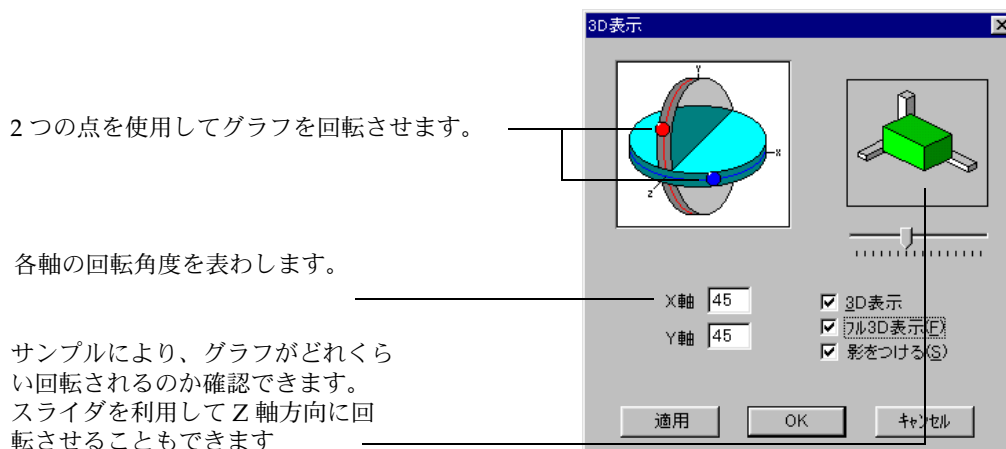 3D表示
2 つの点を使用してグラフを回転させます。
Y
X
Z
各軸の回転角度を表わします。
X軸 45
Y軸 45
3D表示
フル3D表示(F)
影をつける(S)
サンプルにより、グラフがどれくら
い回転されるのか確認できます。
スライダを利用して Z 軸方向に回
転させることもできます
適用
OK
キャンセル